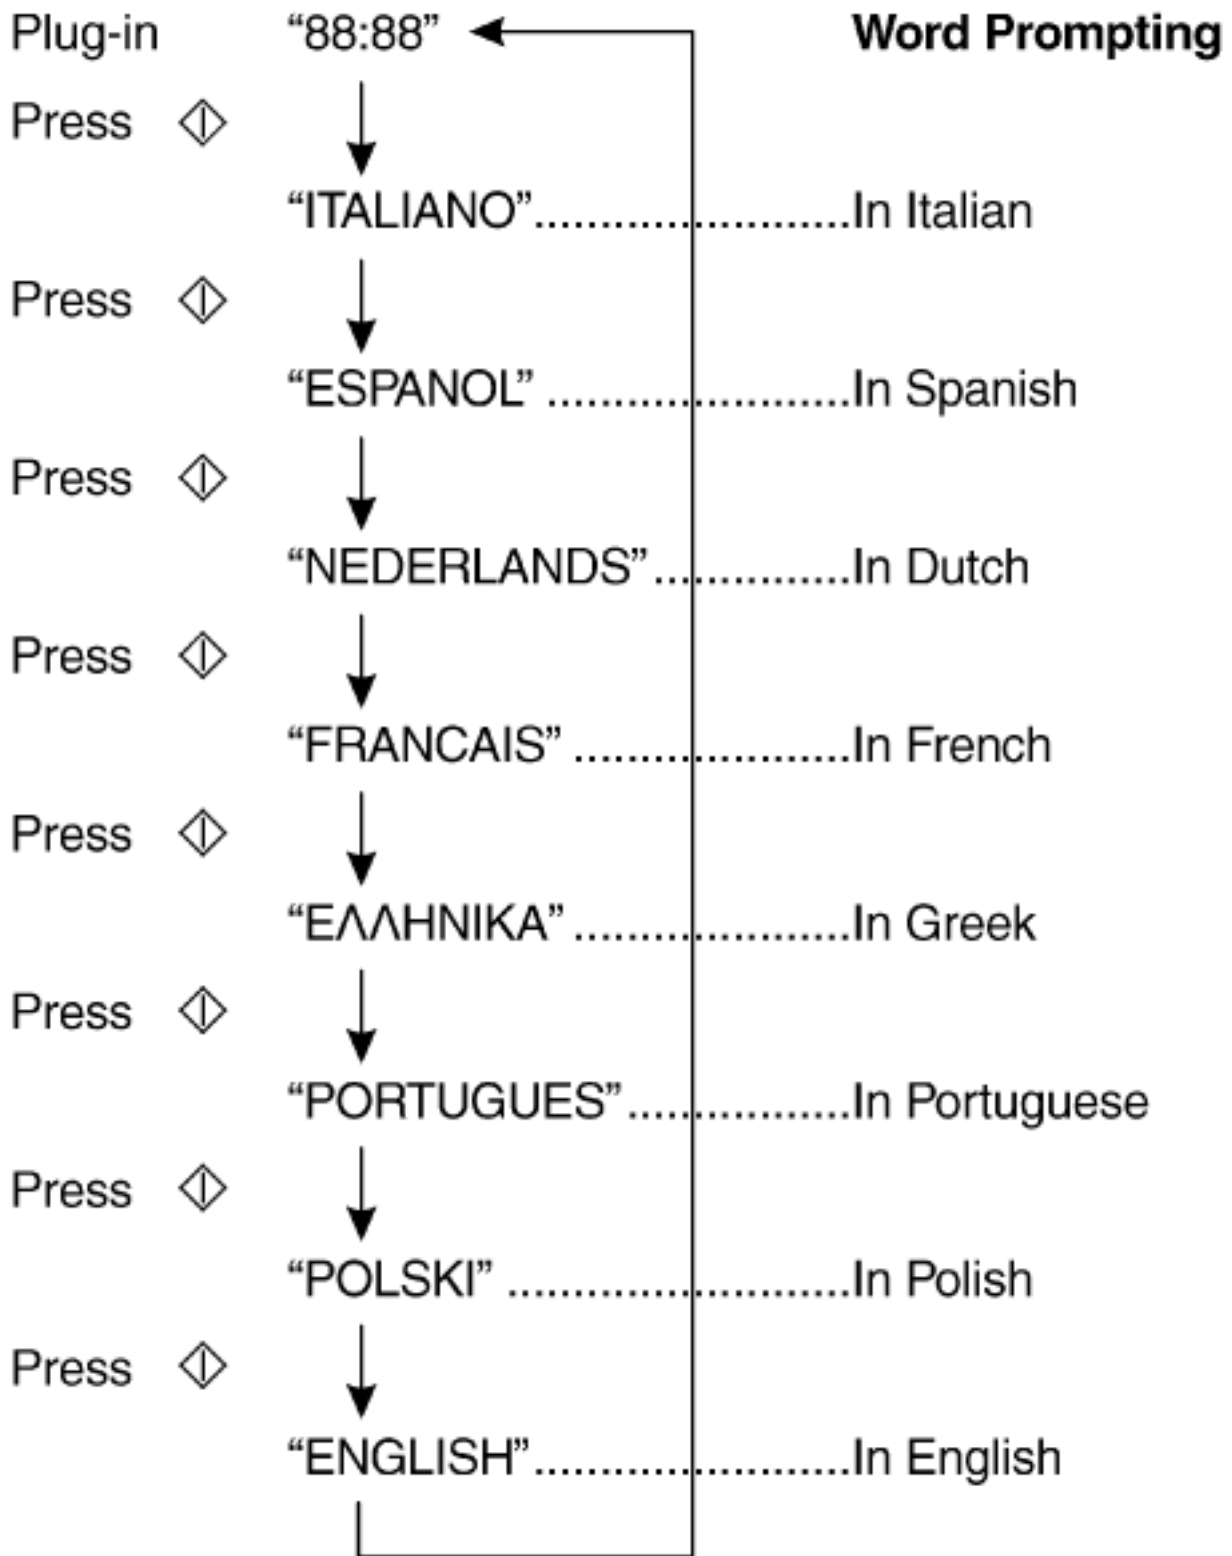 Plug-in “88:88” Word Prompting
Press
“ITALIANO”........................In Italian
Press
“ESPANOL” .......................In Spanish
Press
“NEDERLANDS”...............In Dutch
Press
“FRANCAIS” .....................In French
Press
“ΕΛΛΗΝΙΚΑ” .....................In Greek
Press
“PORTUGUES”.................In Portuguese
Press
“POLSKI” ..........................In Polish
Press
“ENGLISH”........................In English